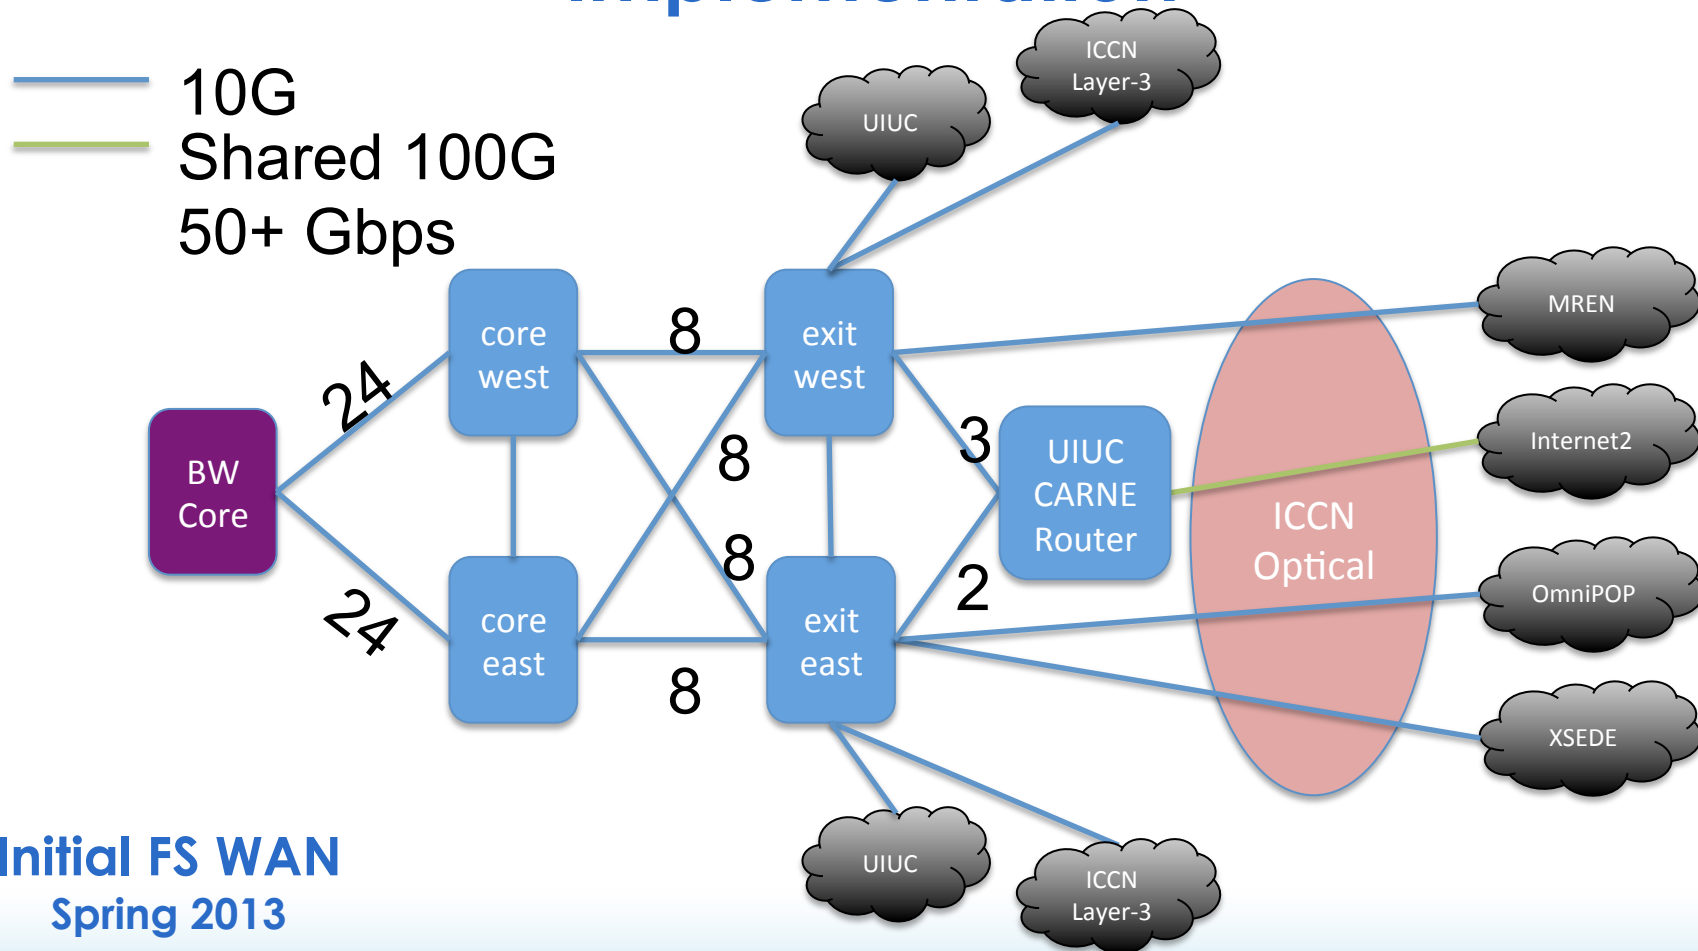 Implementation
10G
Shared 100G
50+ Gbps
ICCN
Layer-3
UIUC
MREN
core
west
8
exit
west
24
BW
Core
8
3
UIUC
CARNE
Router
Internet2
ICCN
Optical
8
2
24
core
east
exit
east
OmniPOP
8
XSEDE
UIUC
ICCN
Layer-3
Initial FS WAN
Spring 2013